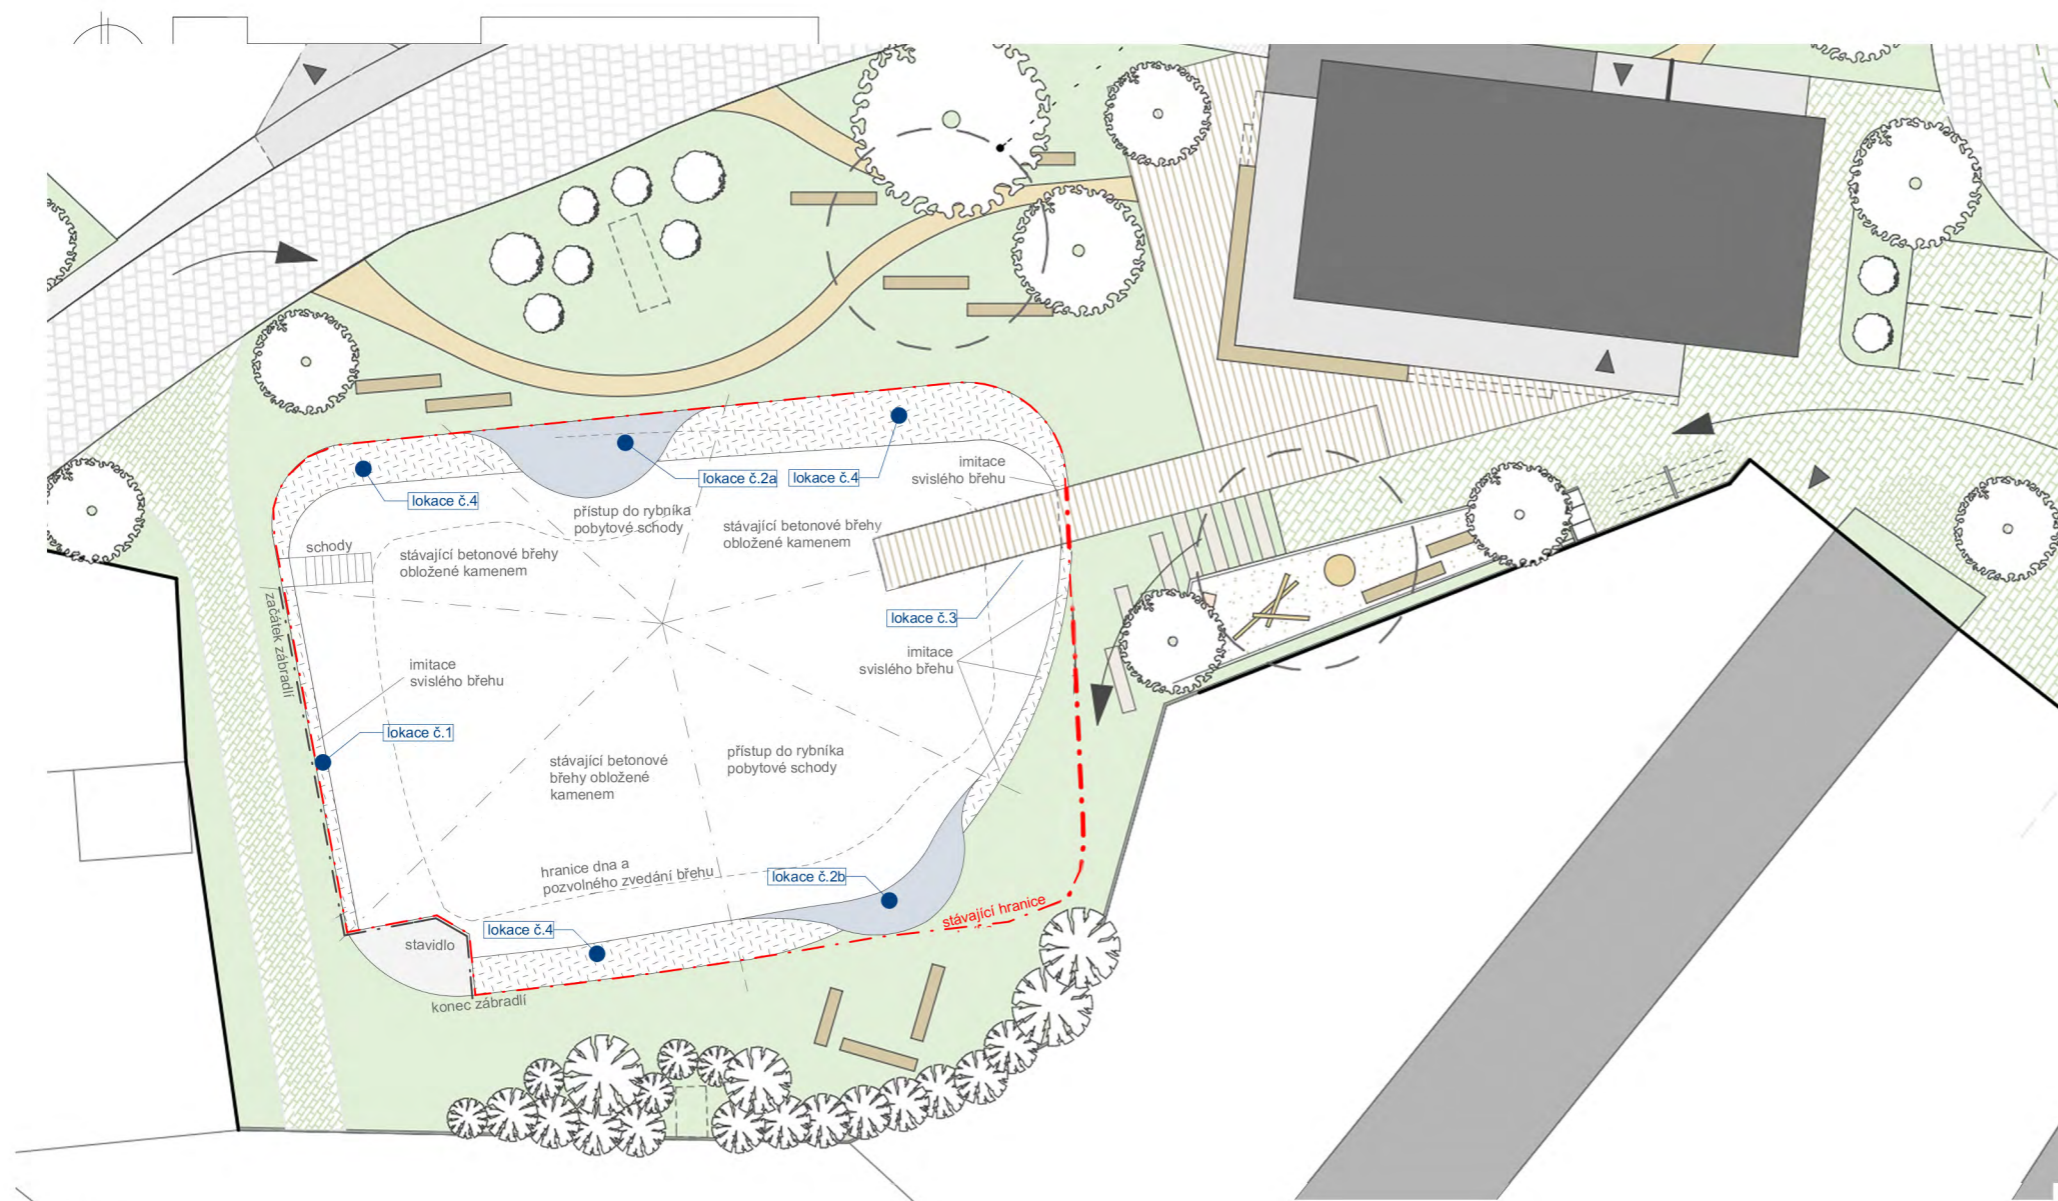 imitace
svislého břehu
lokace č.2a
lokace č.4
lokace č.4
přístup do rybníka
pobytové schody
stávající betonové břehy
obložené kamenem
schody
stávající betonové břehy
obložené kamenem
začátek zábradlí
lokace č.3
imitace
svislého břehu
imitace
svislého břehu
lokace č.1
stávající betonové
břehy obložené
kamenem
přístup do rybníka
pobytové schody
hranice dna a
pozvolného zvedání břehu
lokace č.2b
stávající hranice
lokace č.4
stavidlo
konec zábradlí